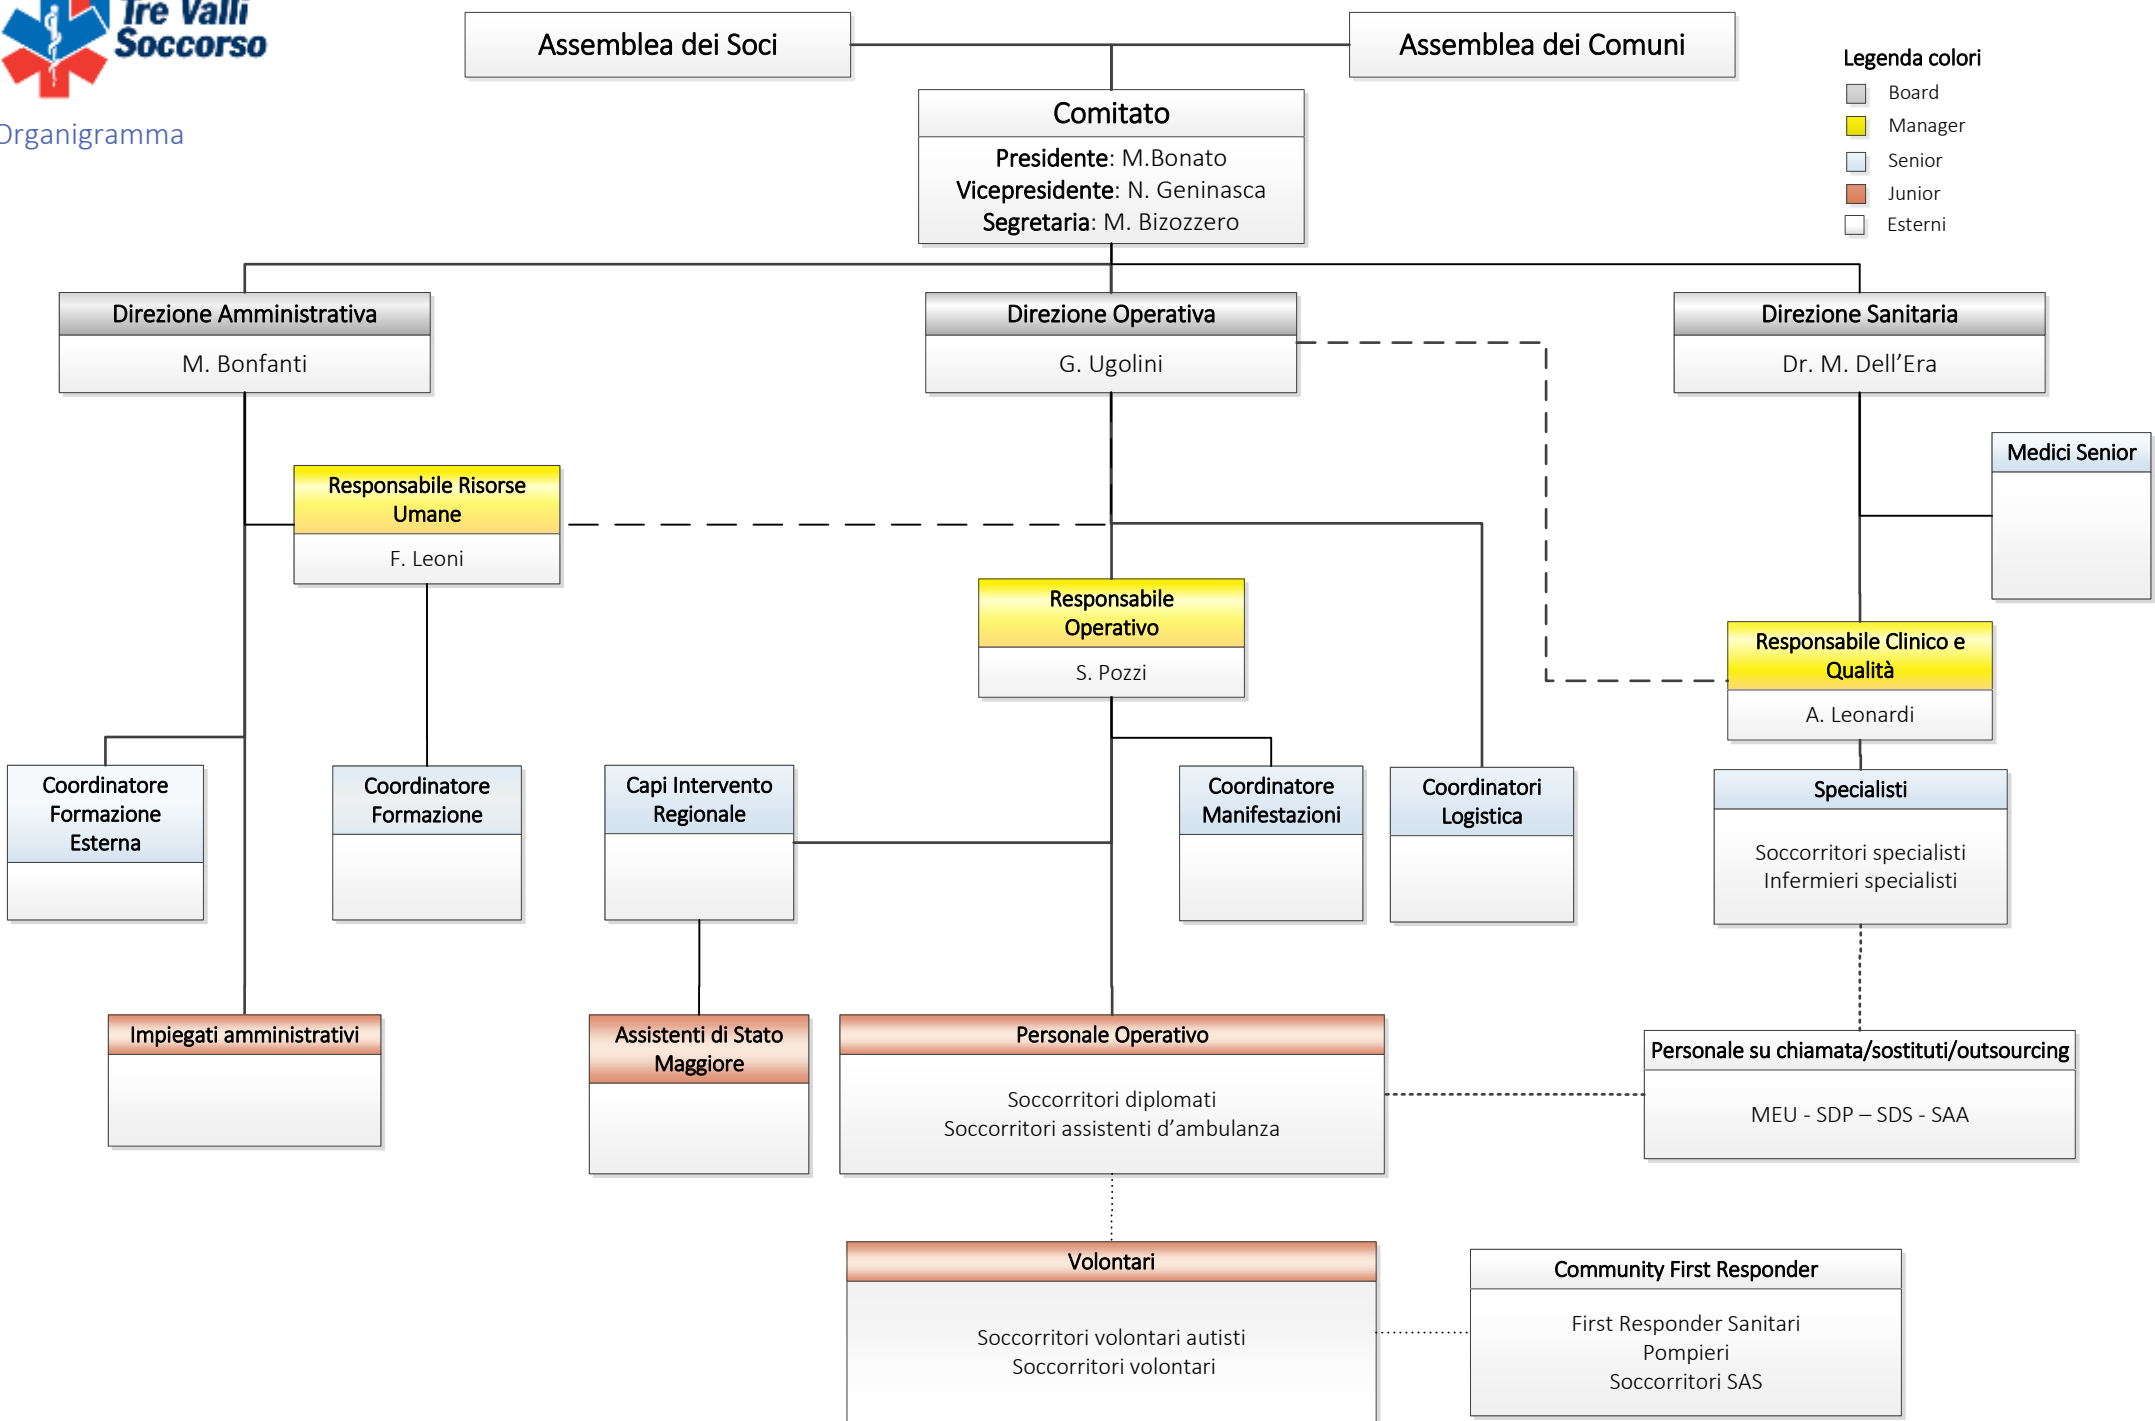 Tre Valli
Soccorso
Organigramma
Assemblea dei Soci
Assemblea dei Comuni
Legenda colori
Board
Manager
Senior
Junior
Esterni
Comitato
Presidente: M.Bonato
Vicepresidente: N. Geninasca
Segretaria: M. Bizozzero
Direzione Amministrativa
M. Bonfanti
Direzione Operativa
G. Ugolini
Direzione Sanitaria
Dr. M. Dell’Era
Medici Senior
Responsabile Risorse
Umane
F. Leoni
Responsabile
Operativo
S. Pozzi
Responsabile Clinico e
Qualità
A. Leonardi
Coordinatore
Formazione
Esterna
Coordinatore
Formazione
Capi Intervento
Regionale
Coordinatore
Manifestazioni
Coordinatori
Logistica
Specialisti
Soccorritori specialisti
Infermieri specialisti
Impiegati amministrativi
Assistenti di Stato
Maggiore
Personale Operativo
Soccorritori diplomati
Soccorritori assistenti d’ambulanza
Personale su chiamata/sostituti/outsourcing
MEU - SDP – SDS - SAA
Volontari
Soccorritori volontari autisti
Soccorritori volontari
Community First Responder
First Responder Sanitari
Pompieri
Soccorritori SAS